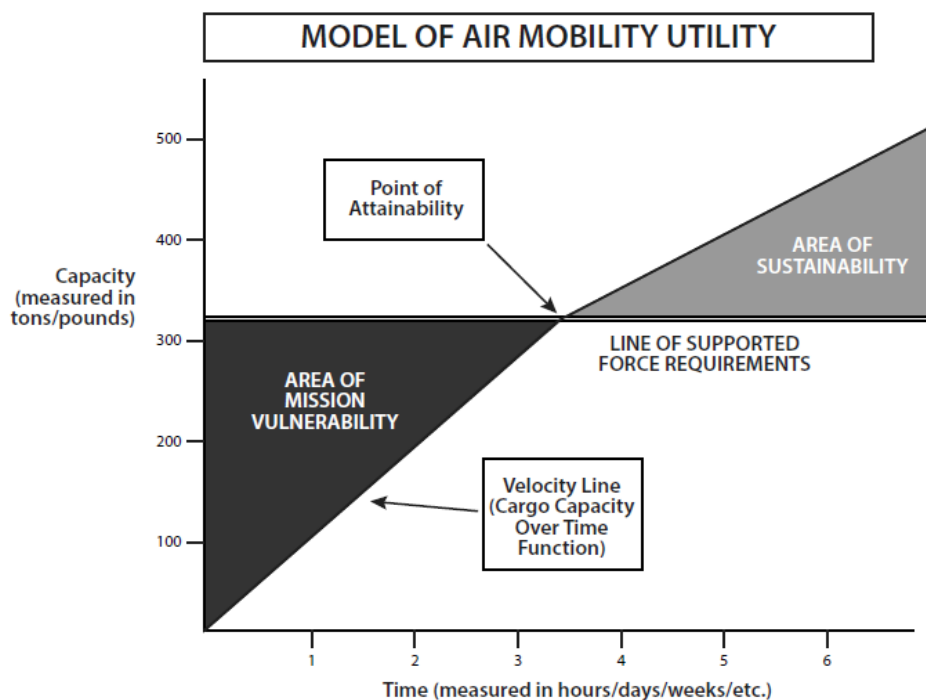 MODEL OF AIR MOBILITY UTILITY
500
400
300
200
100
Capacity
(measured in
tons/pounds)
Point of
Attainability
AREA OF
SUSTAINABILITY
LINE OF SUPPORTED
FORCE REQUIREMENTS
AREA OF
MISSION
VULNERABILITY
Velocity Line
(Cargo Capacity
Over Time
Function)
1 2 3 4 5 6
Time (measured in hours/days/weeks/etc.)